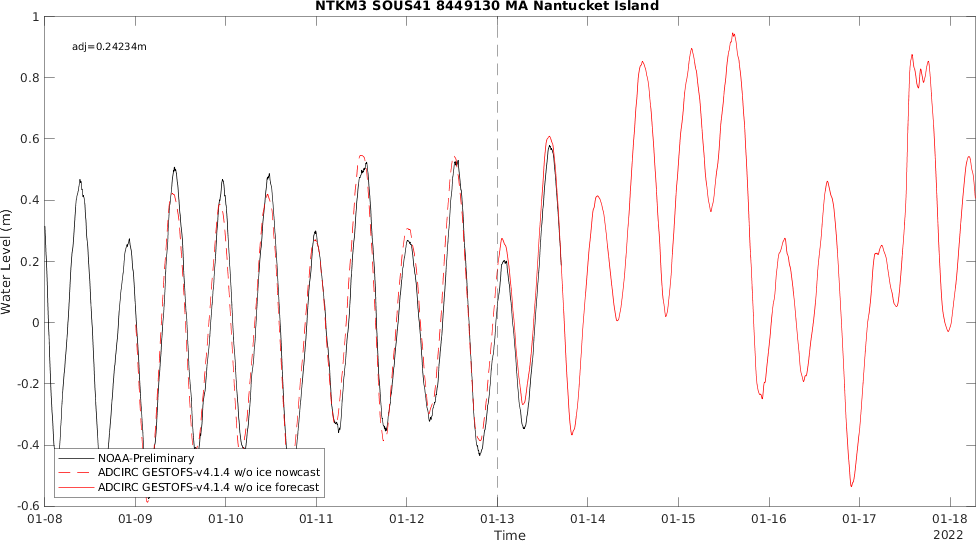 NTKM3 SOUS41 8449130 MA Nantucket Island
adj=0.24234m
1
0.8
0.6
0.4
0.2
0
-0.2
-0.4
-0.6
Water Level (m)
NOAA-Preliminary
ADCIRC GESTOFS-v4.1.4 w/o ice nowcast
ADCIRC GESTOFS-v4.1.4 w/o ice forecast
01-08 01-09 01-10 01-11 01-12 01-13 01-14 01-15 01-16 01-17 01-18
Time
2022